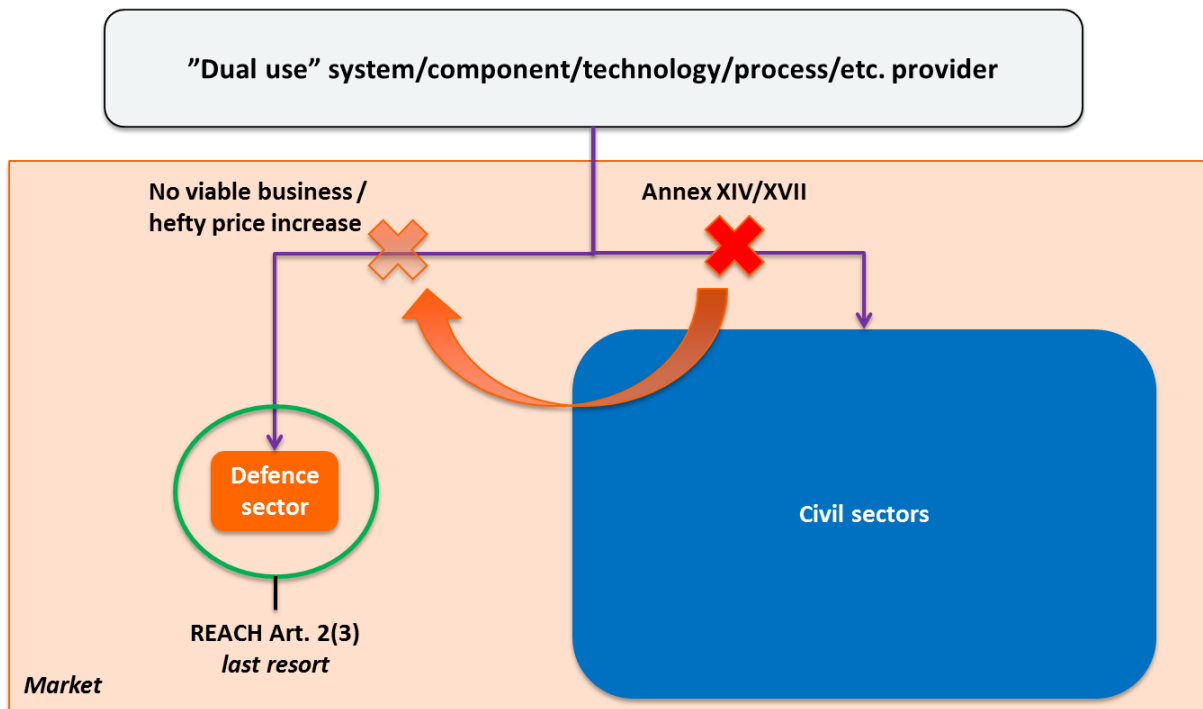 ”Dual use” system/component/technology/process/etc. provider
No viable business /
hefty price increase
Annex XIV/XVII
Defence
sector
Civil sectors
REACH Art. 2(3)
last resort
Market